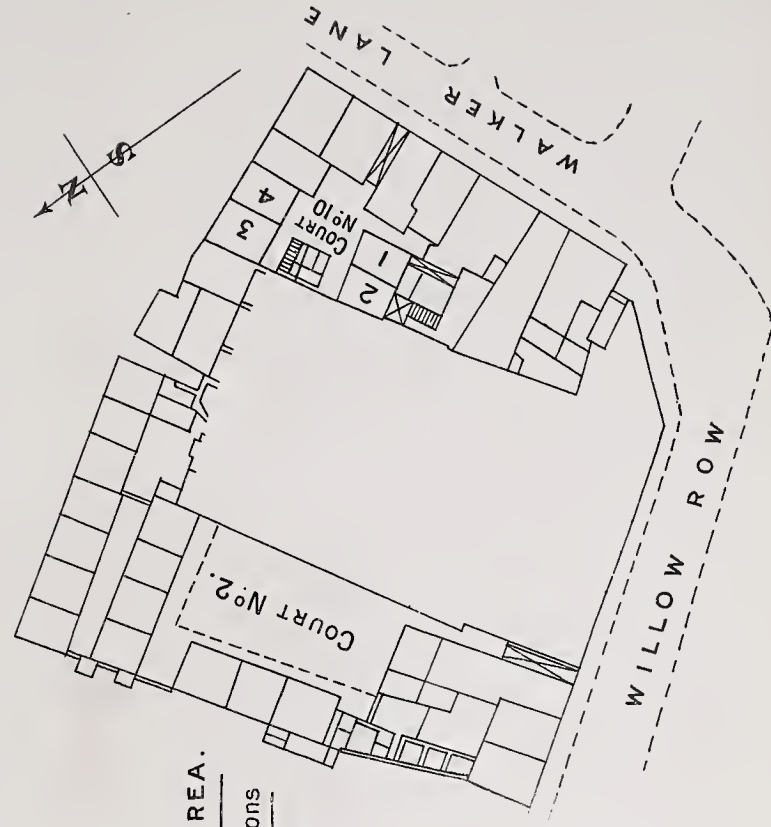 WALKER LANE
N S
4
3
COURT
Nº10
1
2
COURT Nº2.
WILLOW ROW
REA.
ons